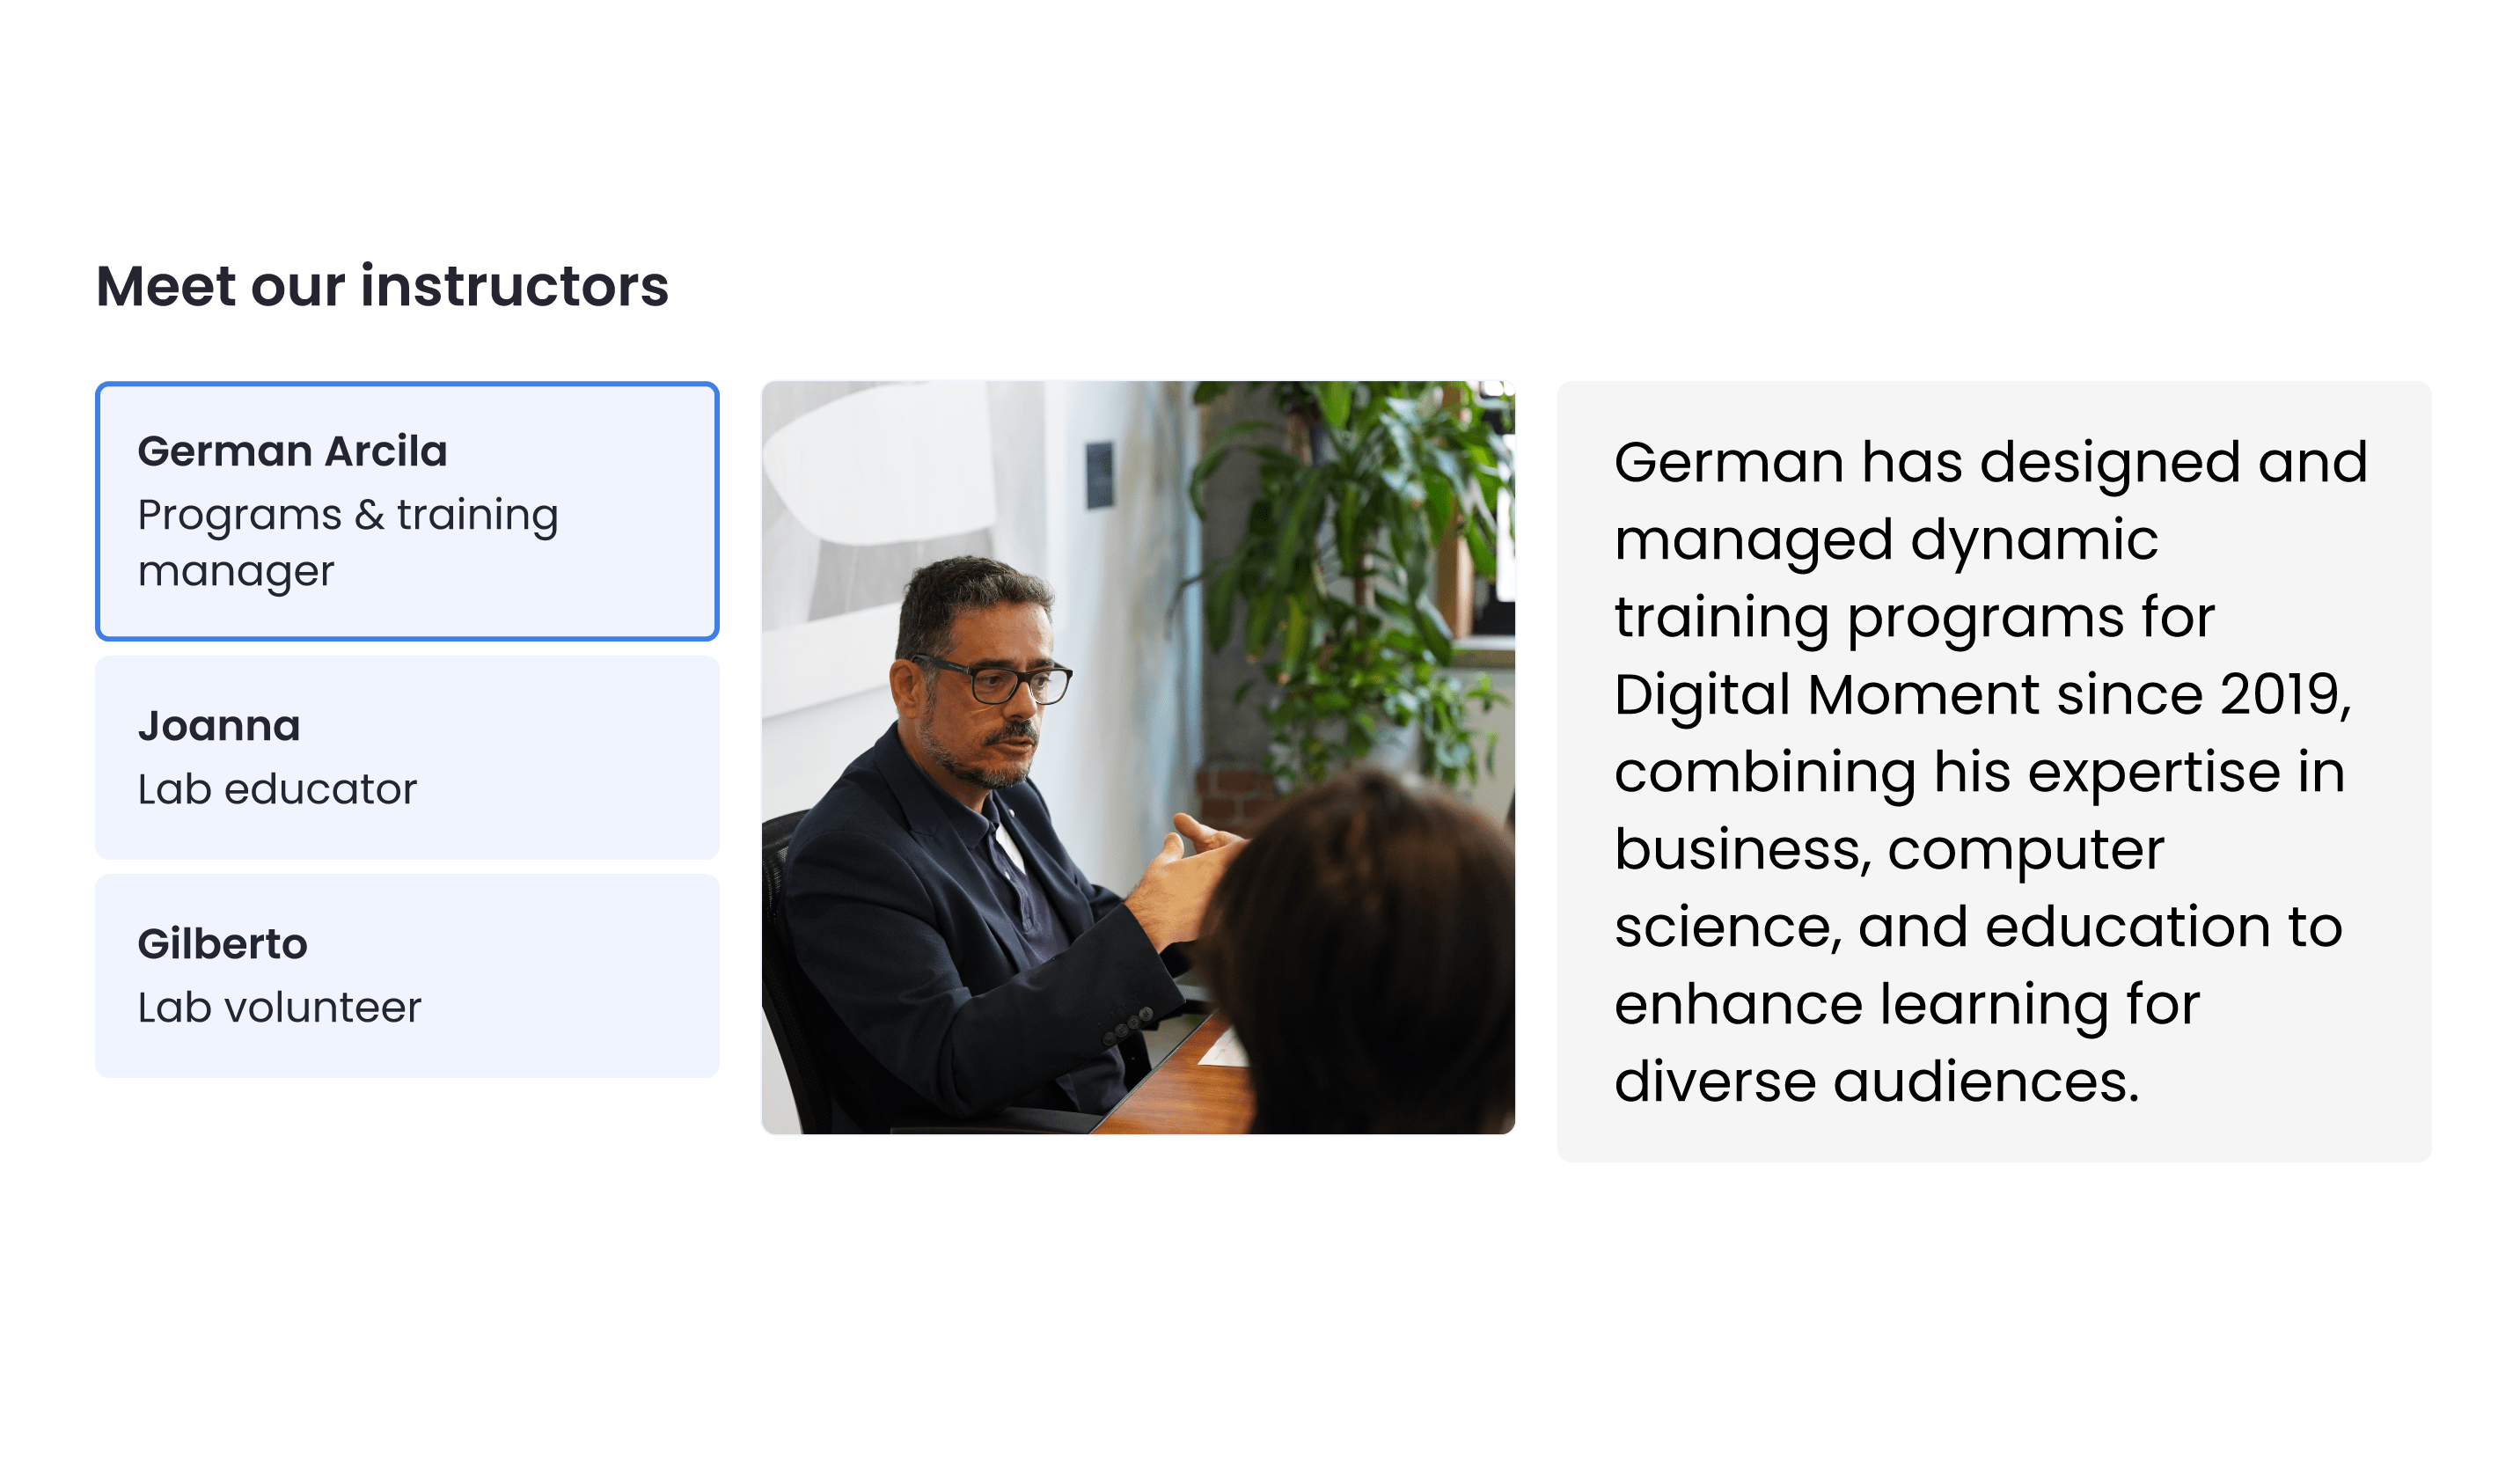 Meet our instructors
German Arcila
Programs & training
manager
Joanna
Lab educator
Gilberto
Lab volunteer
German has designed and
managed dynamic
training programs for
Digital Moment since 2019,
combining his expertise in
business, computer
science, and education to
enhance learning for
diverse audiences.